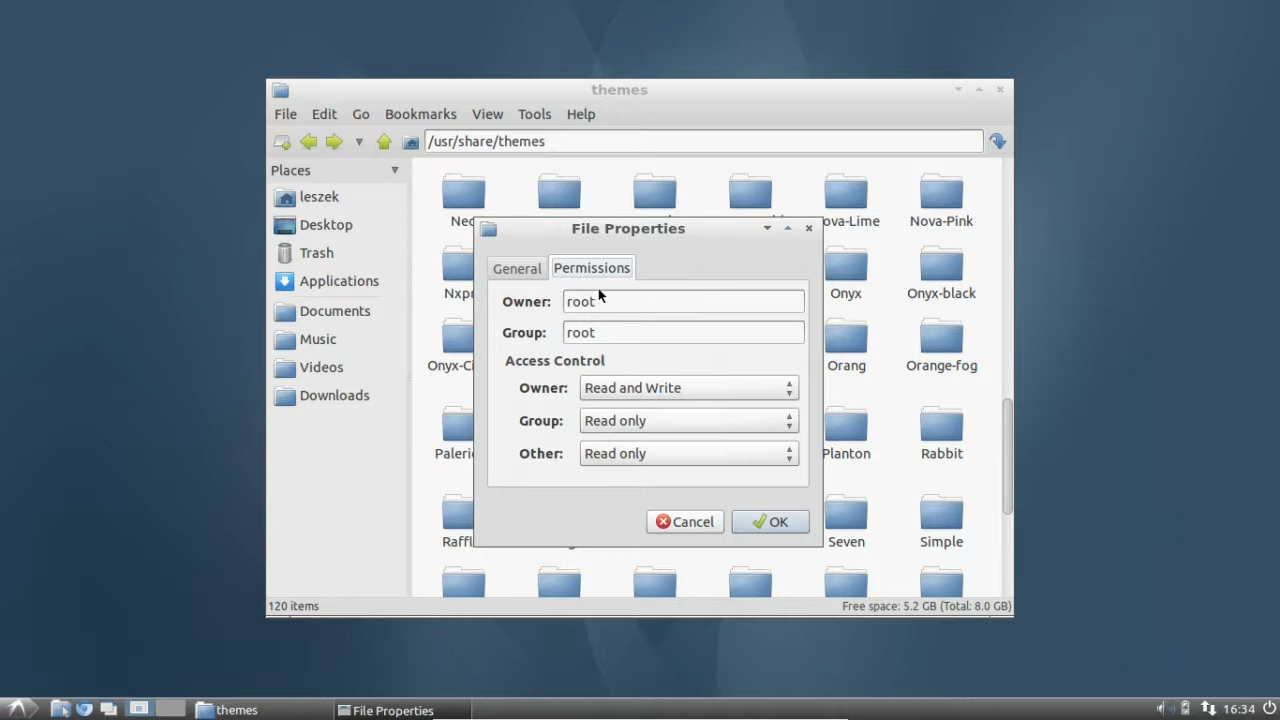 themes
File Edit Go Bookmarks View Tools Help
/usr/share/themes
Places
leszek
Desktop
Trash
Applications
Documents
Music
Videos
Downloads
Nova-Pink
Onyx
Onyx-black
Orang
Orange-fog
Planton
Rabbit
Seven
Simple
File Properties
General
Permissions
Owner: root
Group: root
Access Control
Owner: Read and Write
Group: Read only
Other: Read only
Cancel
OK
120 items
Free space: 5.2 GB (Total: 8.0 GB)
themes
File Properties
16:34